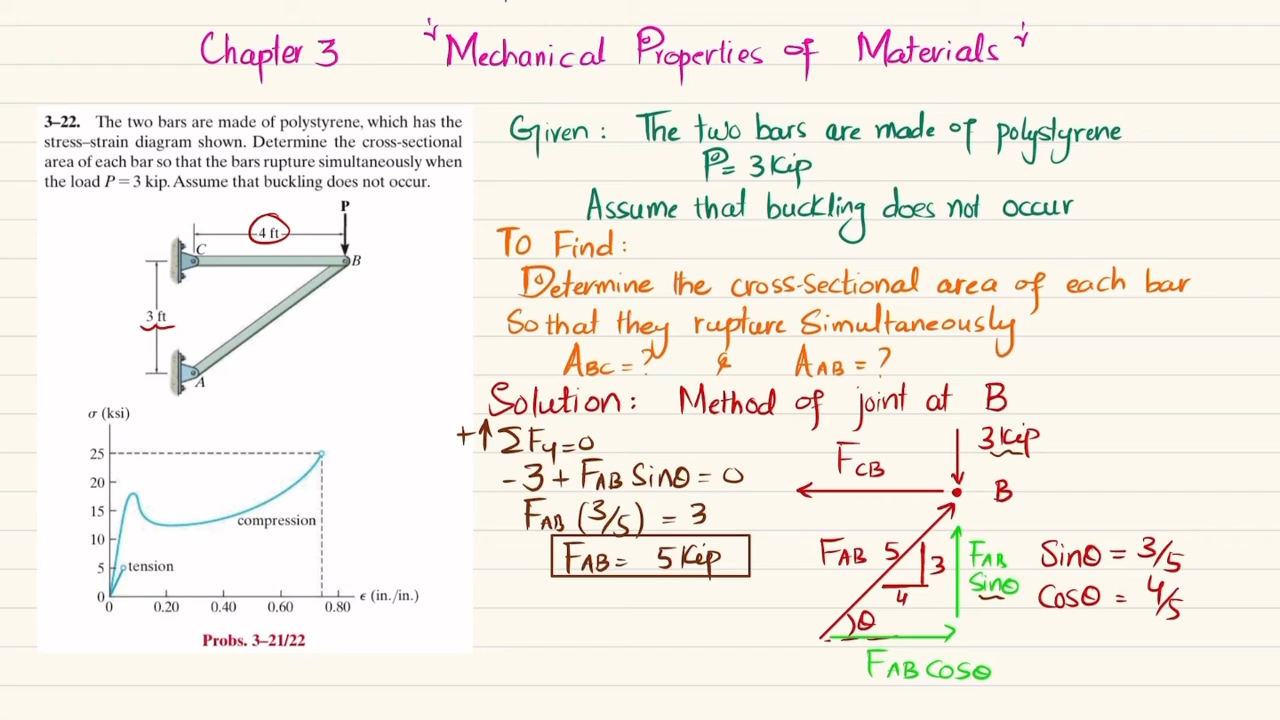 Chapter 3 "Mechanical Properties of Materials"
3–22. The two bars are made of polystyrene, which has the
stress–strain diagram shown. Determine the cross-sectional
area of each bar so that the bars rupture simultaneously when
the load P = 3 kip. Assume that buckling does not occur.
P
4 ft
C
B
3 ft
A
σ (ksi)
25
20
15
compression
10
5
tension
0
0 0.20 0.40 0.60 0.80 ϵ (in./in.)
Probs. 3–21/22
Given: The two bars are made of polystyrene
P= 3 Kip
Assume that buckling does not occur
To Find:
Determine the cross-sectional area of each bar
So that they rupture Simultaneously
ABC = ? & AAB = ?
Solution: Method of joint at B
+↑ ΣFy=0
-3 + FAB Sinθ = 0
FAB (3/5) = 3
FAB = 5 Kip
3 Kip
FCB
B
FAB 5 3
4
θ
FAB
Sinθ
FAB COSθ
Sinθ = 3/5
Cosθ = 4/5